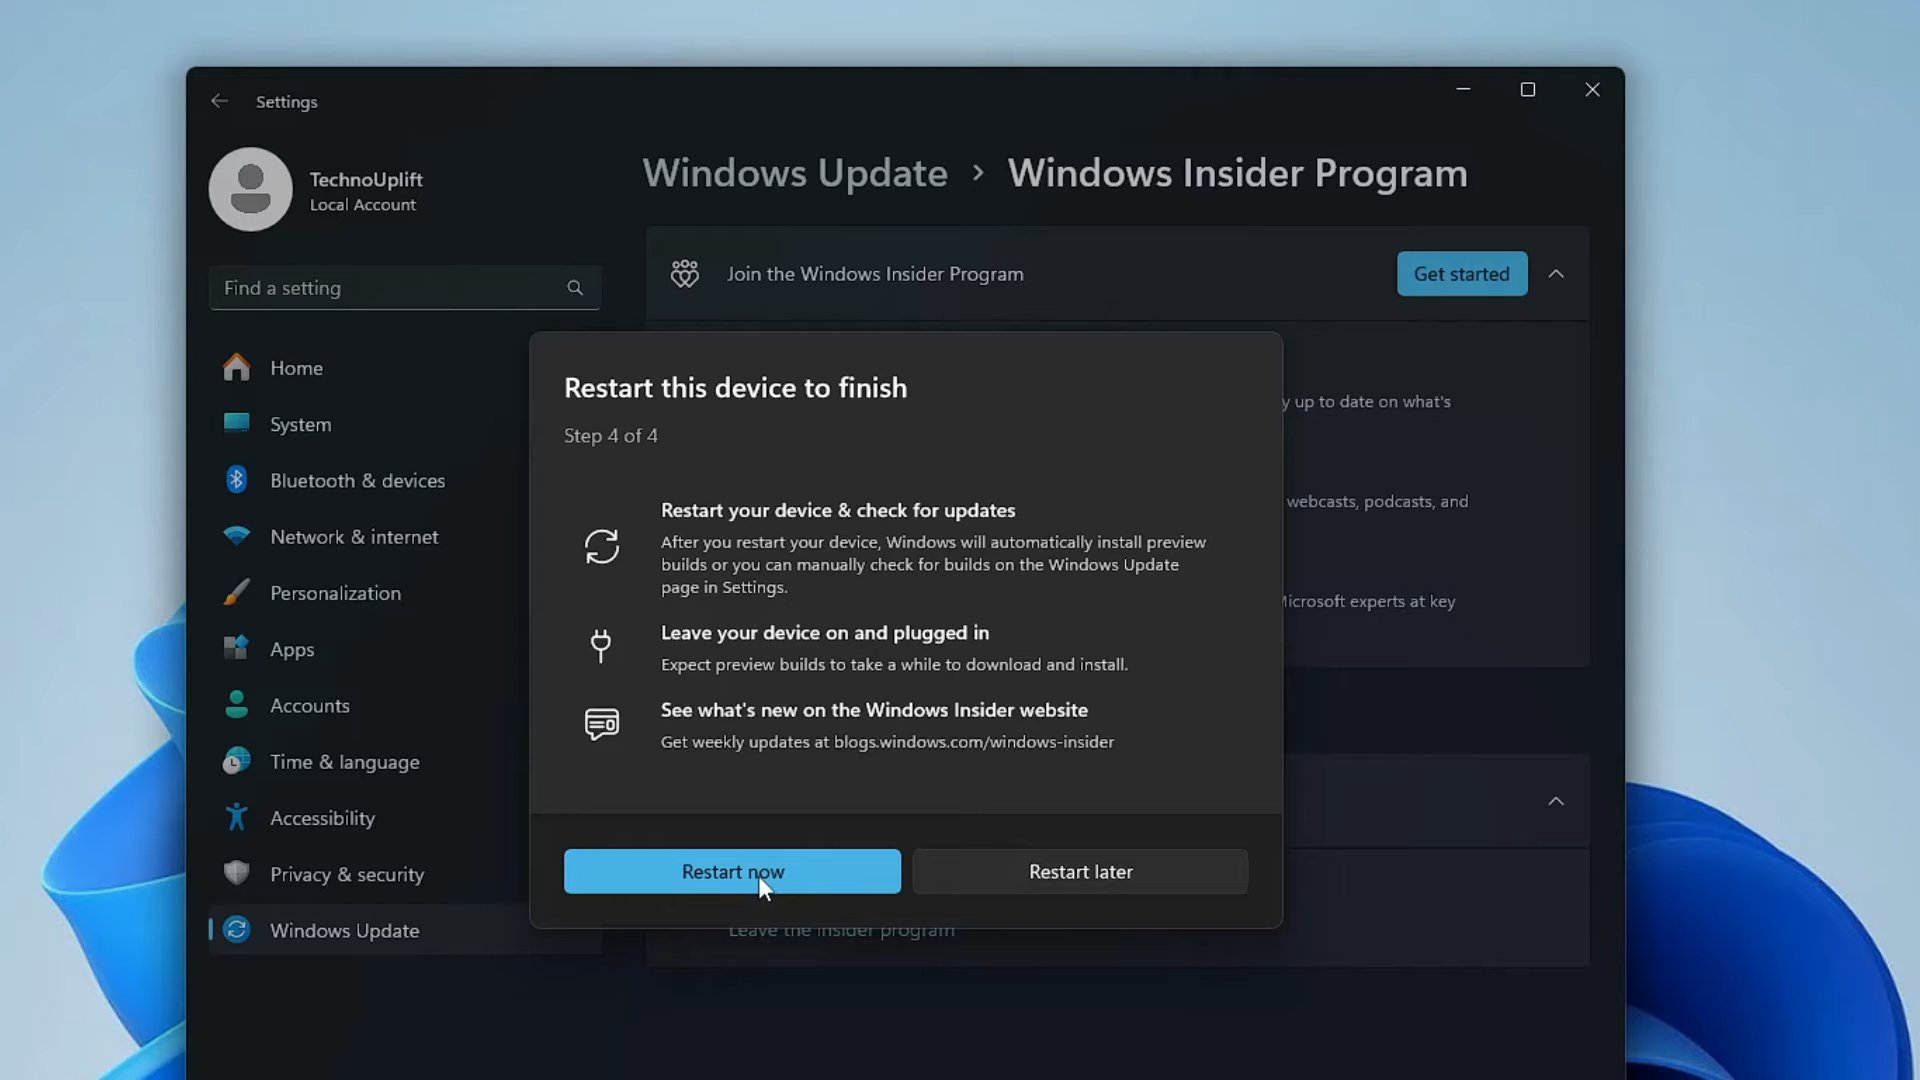 Settings
TechnoUplift
Local Account
Find a setting
Home
System
Bluetooth & devices
Network & internet
Personalization
Apps
Accounts
Time & language
Accessibility
Privacy & security
Windows Update
Windows Update > Windows Insider Program
Join the Windows Insider Program
Get started
y up to date on what's
webcasts, podcasts, and
Microsoft experts at key
Restart this device to finish
Step 4 of 4
Restart your device & check for updates
After you restart your device, Windows will automatically install preview
builds or you can manually check for builds on the Windows Update
page in Settings.
Leave your device on and plugged in
Expect preview builds to take a while to download and install.
See what's new on the Windows Insider website
Get weekly updates at blogs.windows.com/windows-insider
Restart now
Restart later
Leave the insider program